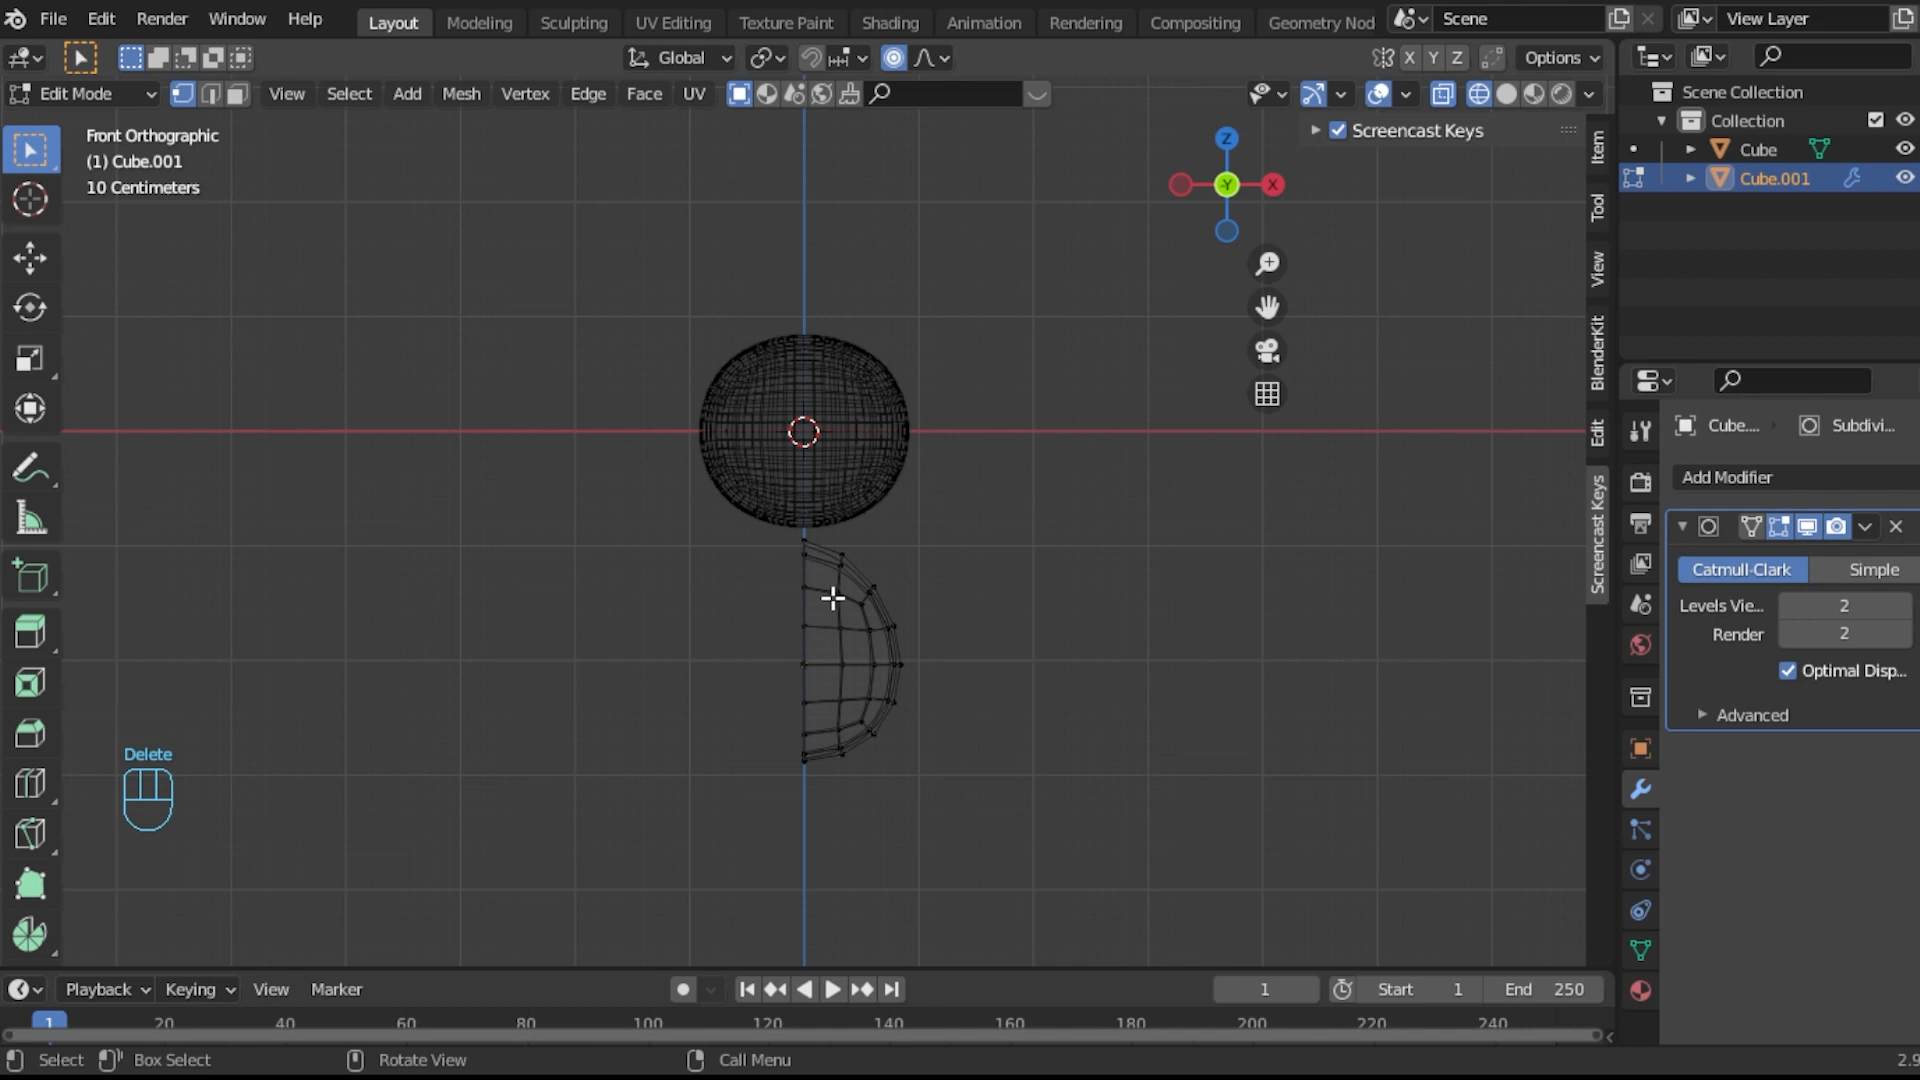 File Edit Render Window Help Layout Modeling Sculpting UV Editing Texture Paint Shading Animation Rendering Compositing Geometry Nod Scene View Layer
Global X Y Z Options
Edit Mode View Select Add Mesh Vertex Edge Face UV
Scene Collection
Collection
Cube
Cube.001
Front Orthographic
(1) Cube.001
10 Centimeters
Screencast Keys
Z
-Y X
Item
Tool
View
BlenderKit
Edit
Screencast Keys
Cube.... Subdivi...
Add Modifier
Catmull-Clark Simple
Levels Vie... 2
Render 2
Optimal Disp...
Advanced
Delete
Playback Keying View Marker 1 Start 1 End 250
1 20 40 60 80 100 120 140 160 180 200 220 240
Select Box Select Rotate View Call Menu 2.9